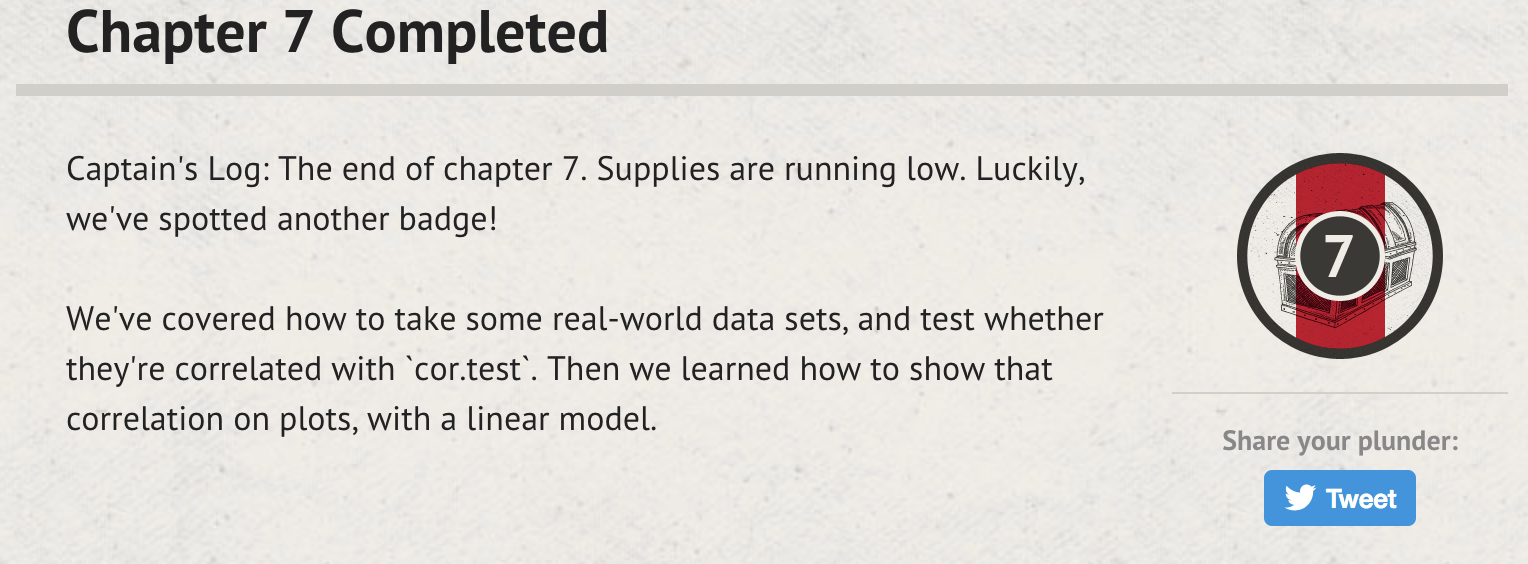 Chapter 7 Completed
Captain's Log: The end of chapter 7. Supplies are running low. Luckily,
we've spotted another badge!
We've covered how to take some real-world data sets, and test whether
they're correlated with `cor.test`. Then we learned how to show that
correlation on plots, with a linear model.
7
Share your plunder:
Tweet